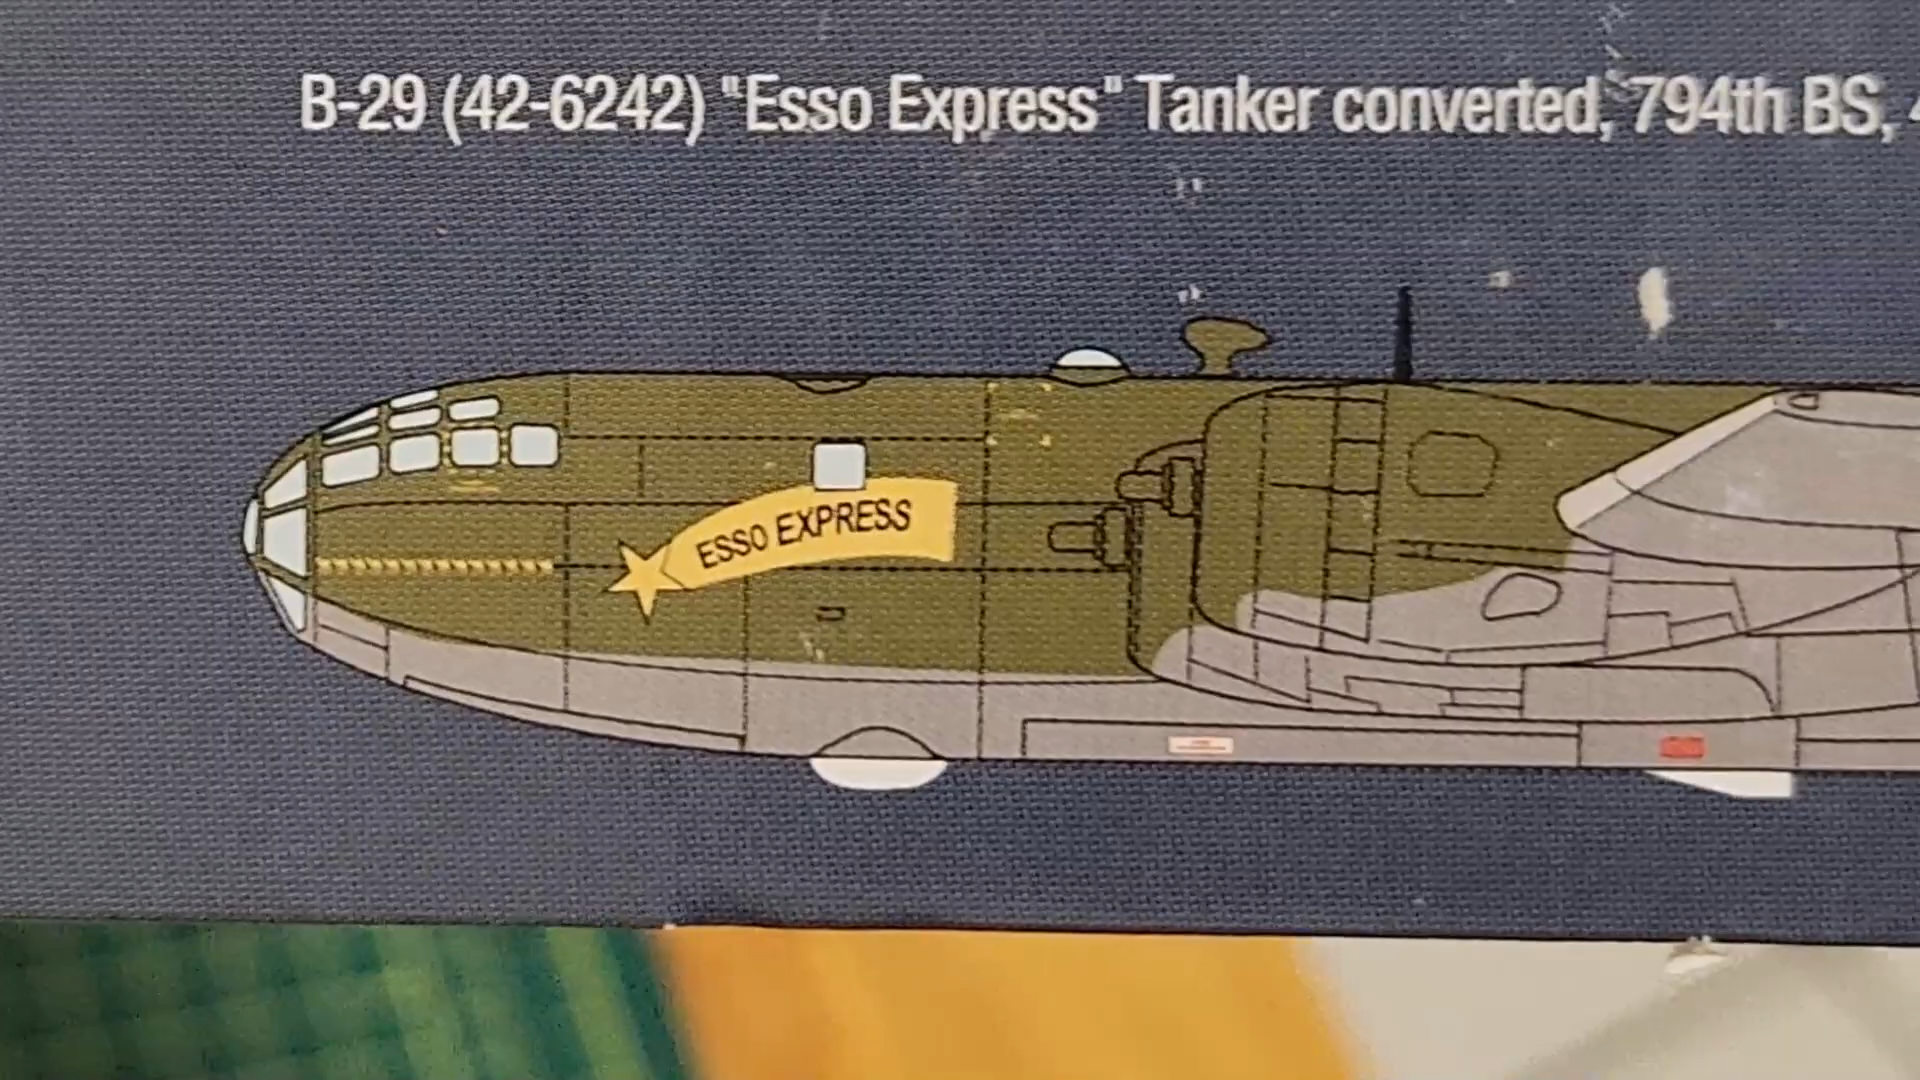 B-29 (42-6242) "Esso Express" Tanker converted, 794th BS,
ESSO EXPRESS